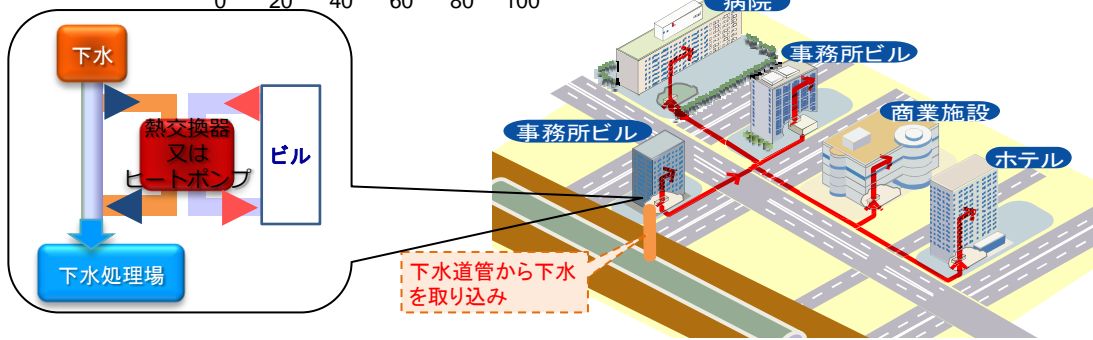 0 20 40 60 80 100
病院
事務所ビル
商業施設
事務所ビル
ホテル
下水
熱交換器
又は
ヒートポンプ
ビル
下水処理場
下水道管から下水
を取り込み